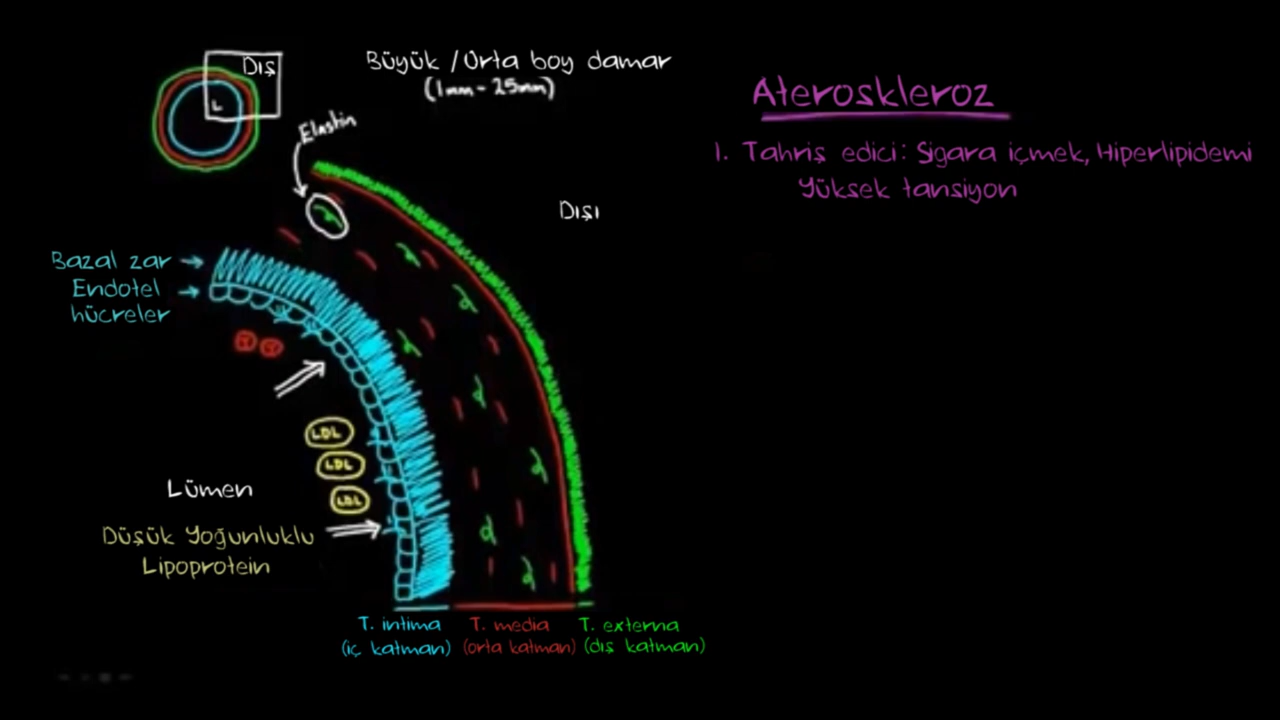 Dış
L
Büyük / Orta boy damar
(1mm - 25mm)
Elastin
Ateroskleroz
1. Tahriş edici: Sigara içmek, Hiperlipidemi
Yüksek tansiyon
Dışı
Bazal zar
Endotel
hücreler
LDL
LDL
LDL
Lümen
Düşük Yoğunluklu
Lipoprotein
T. intima
(iç katman)
T. media
(orta katman)
T. externa
(dış katman)